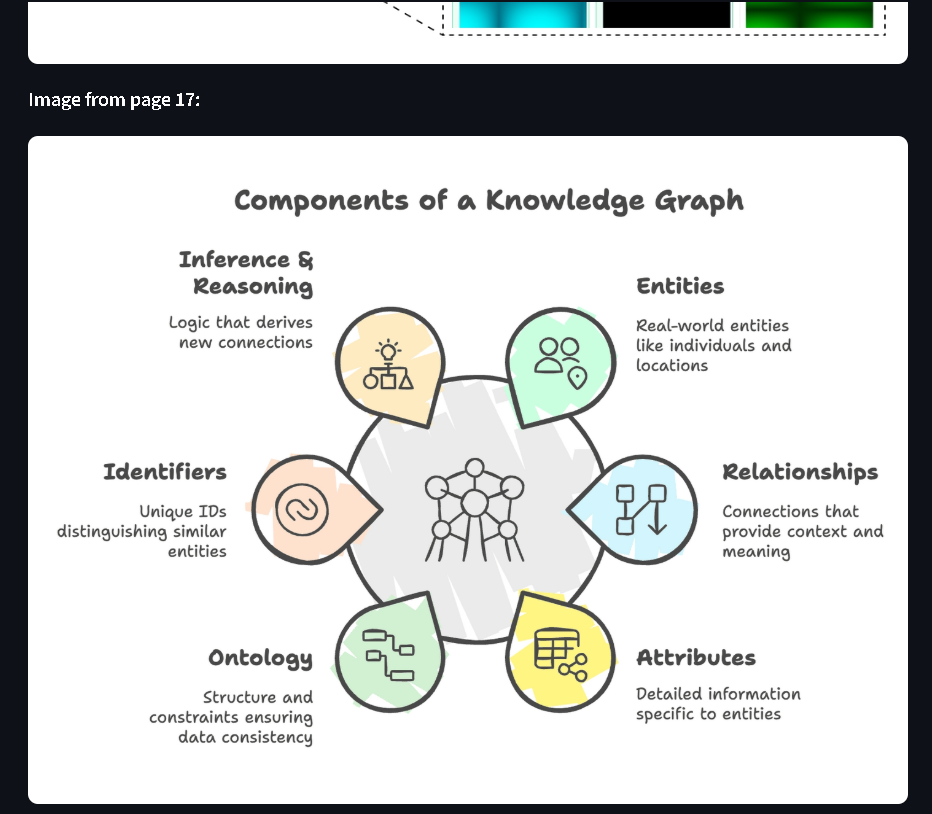 Image from page 17:
Components of a Knowledge Graph
Inference &
Reasoning
Logic that derives
new connections
Entities
Real-world entities
like individuals and
locations
Identifiers
Unique IDs
distinguishing similar
entities
Relationships
Connections that
provide context and
meaning
Ontology
Structure and
constraints ensuring
data consistency
Attributes
Detailed information
specific to entities